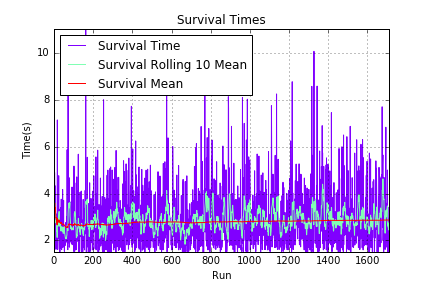 Survival Times
Survival Time
Survival Rolling 10 Mean
Survival Mean
Time(s)
10
8
6
4
2
0 200 400 600 800 1000 1200 1400 1600
Run